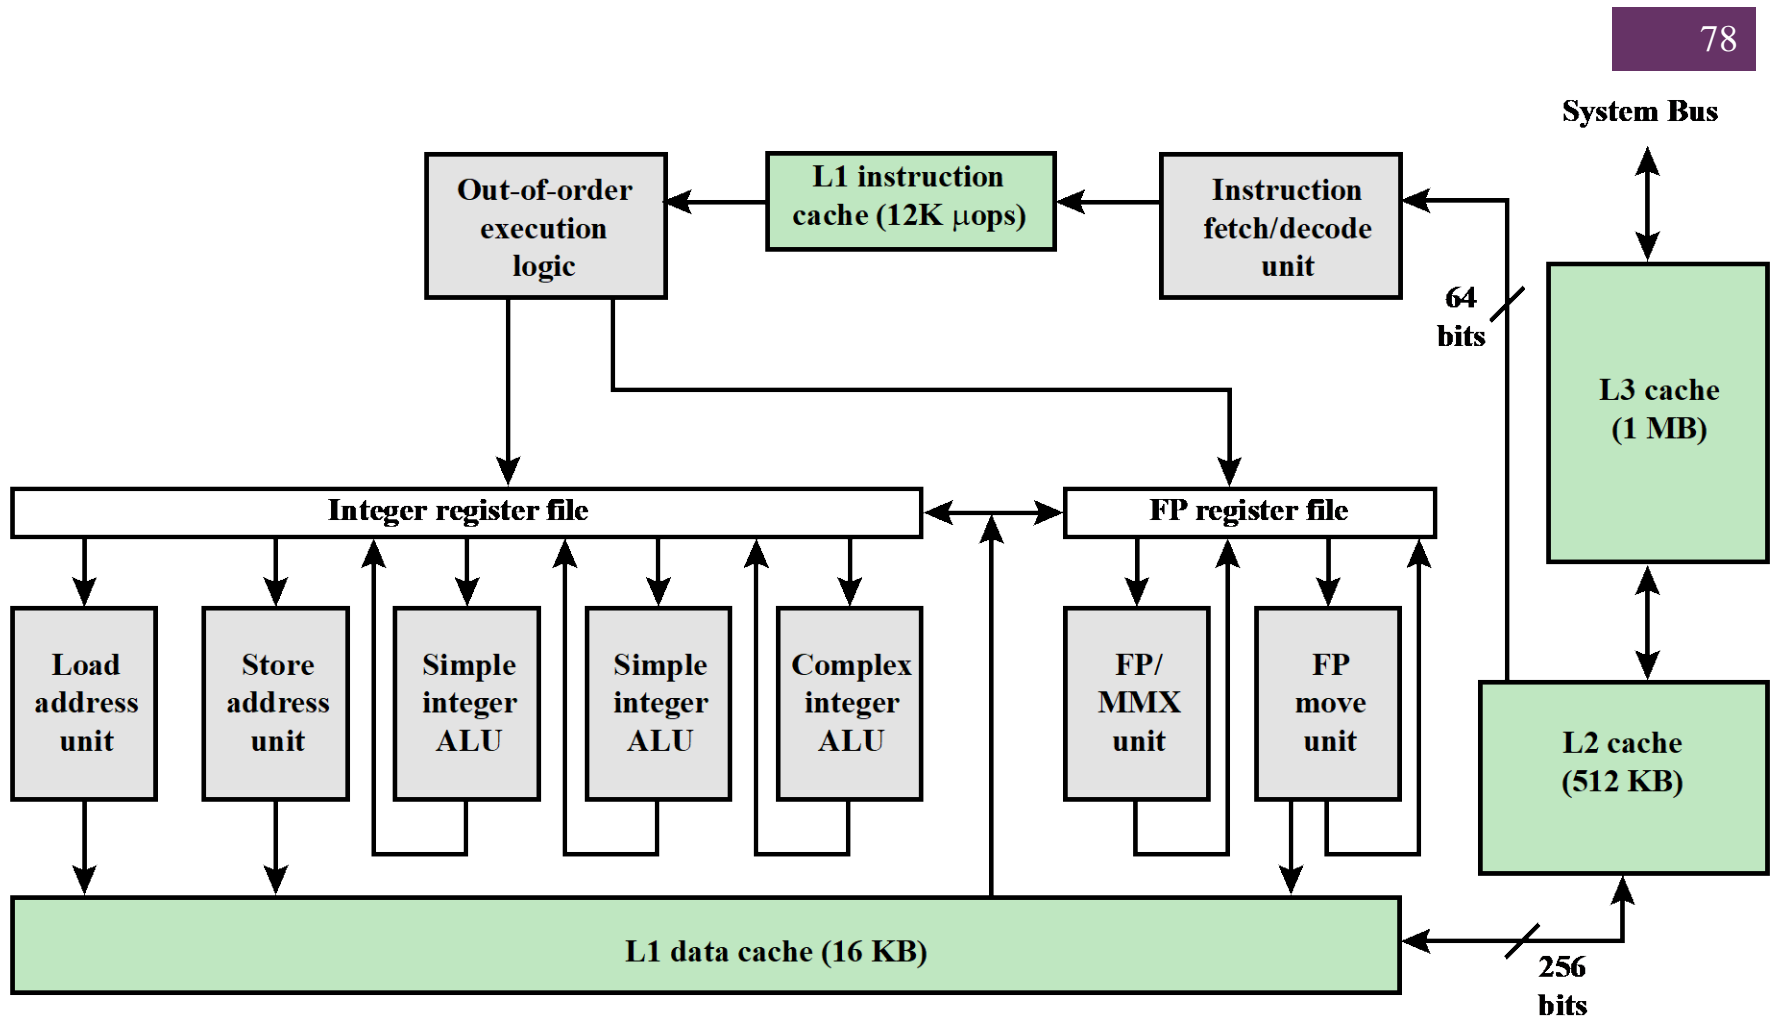 78
System Bus
Out-of-order
execution
logic
L1 instruction
cache (12K μops)
Instruction
fetch/decode
unit
64
bits
L3 cache
(1 MB)
Integer register file
FP register file
Load
address
unit
Store
address
unit
Simple
integer
ALU
Simple
integer
ALU
Complex
integer
ALU
FP/
MMX
unit
FP
move
unit
L2 cache
(512 KB)
L1 data cache (16 KB)
256
bits